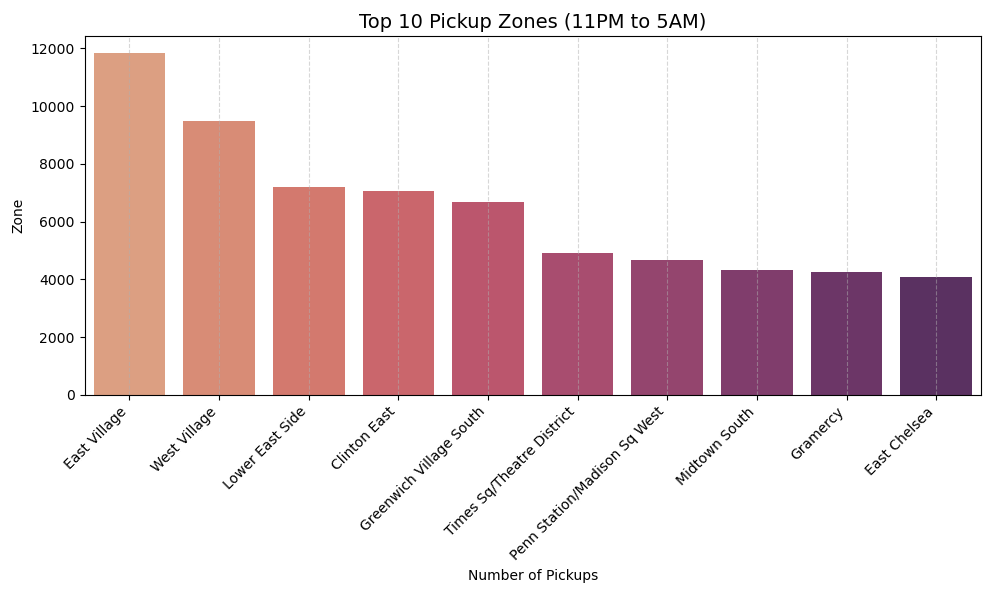 Top 10 Pickup Zones (11PM to 5AM)
Zone
12000
10000
8000
6000
4000
2000
0
East Village
West Village
Lower East Side
Clinton East
Greenwich Village South
Times Sq/Theatre District
Penn Station/Madison Sq West
Midtown South
Gramercy
East Chelsea
Number of Pickups